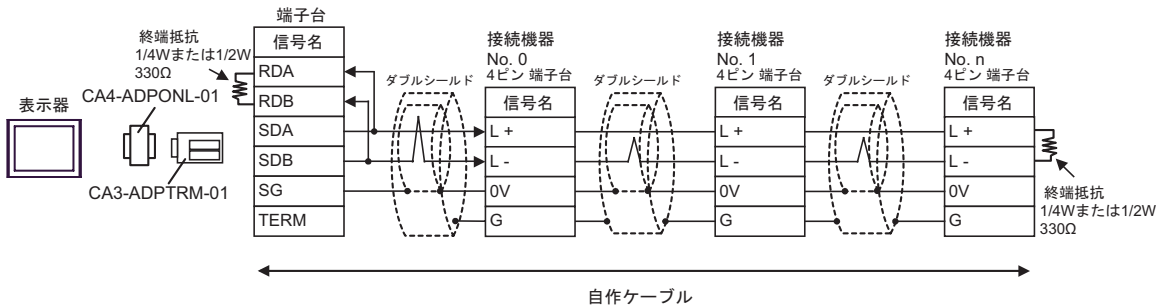 表示器
CA4-ADPONL-01
CA3-ADPTRM-01
終端抵抗
1/4Wまたは1/2W
330Ω
端子台
信号名
RDA
RDB
SDA
SDB
SG
TERM
ダブルシールド
接続機器
No. 0
4ピン 端子台
信号名
L +
L -
0V
G
ダブルシールド
接続機器
No. 1
4ピン 端子台
信号名
L +
L -
0V
G
ダブルシールド
接続機器
No. n
4ピン 端子台
信号名
L +
L -
0V
G
終端抵抗
1/4Wまたは1/2W
330Ω
自作ケーブル